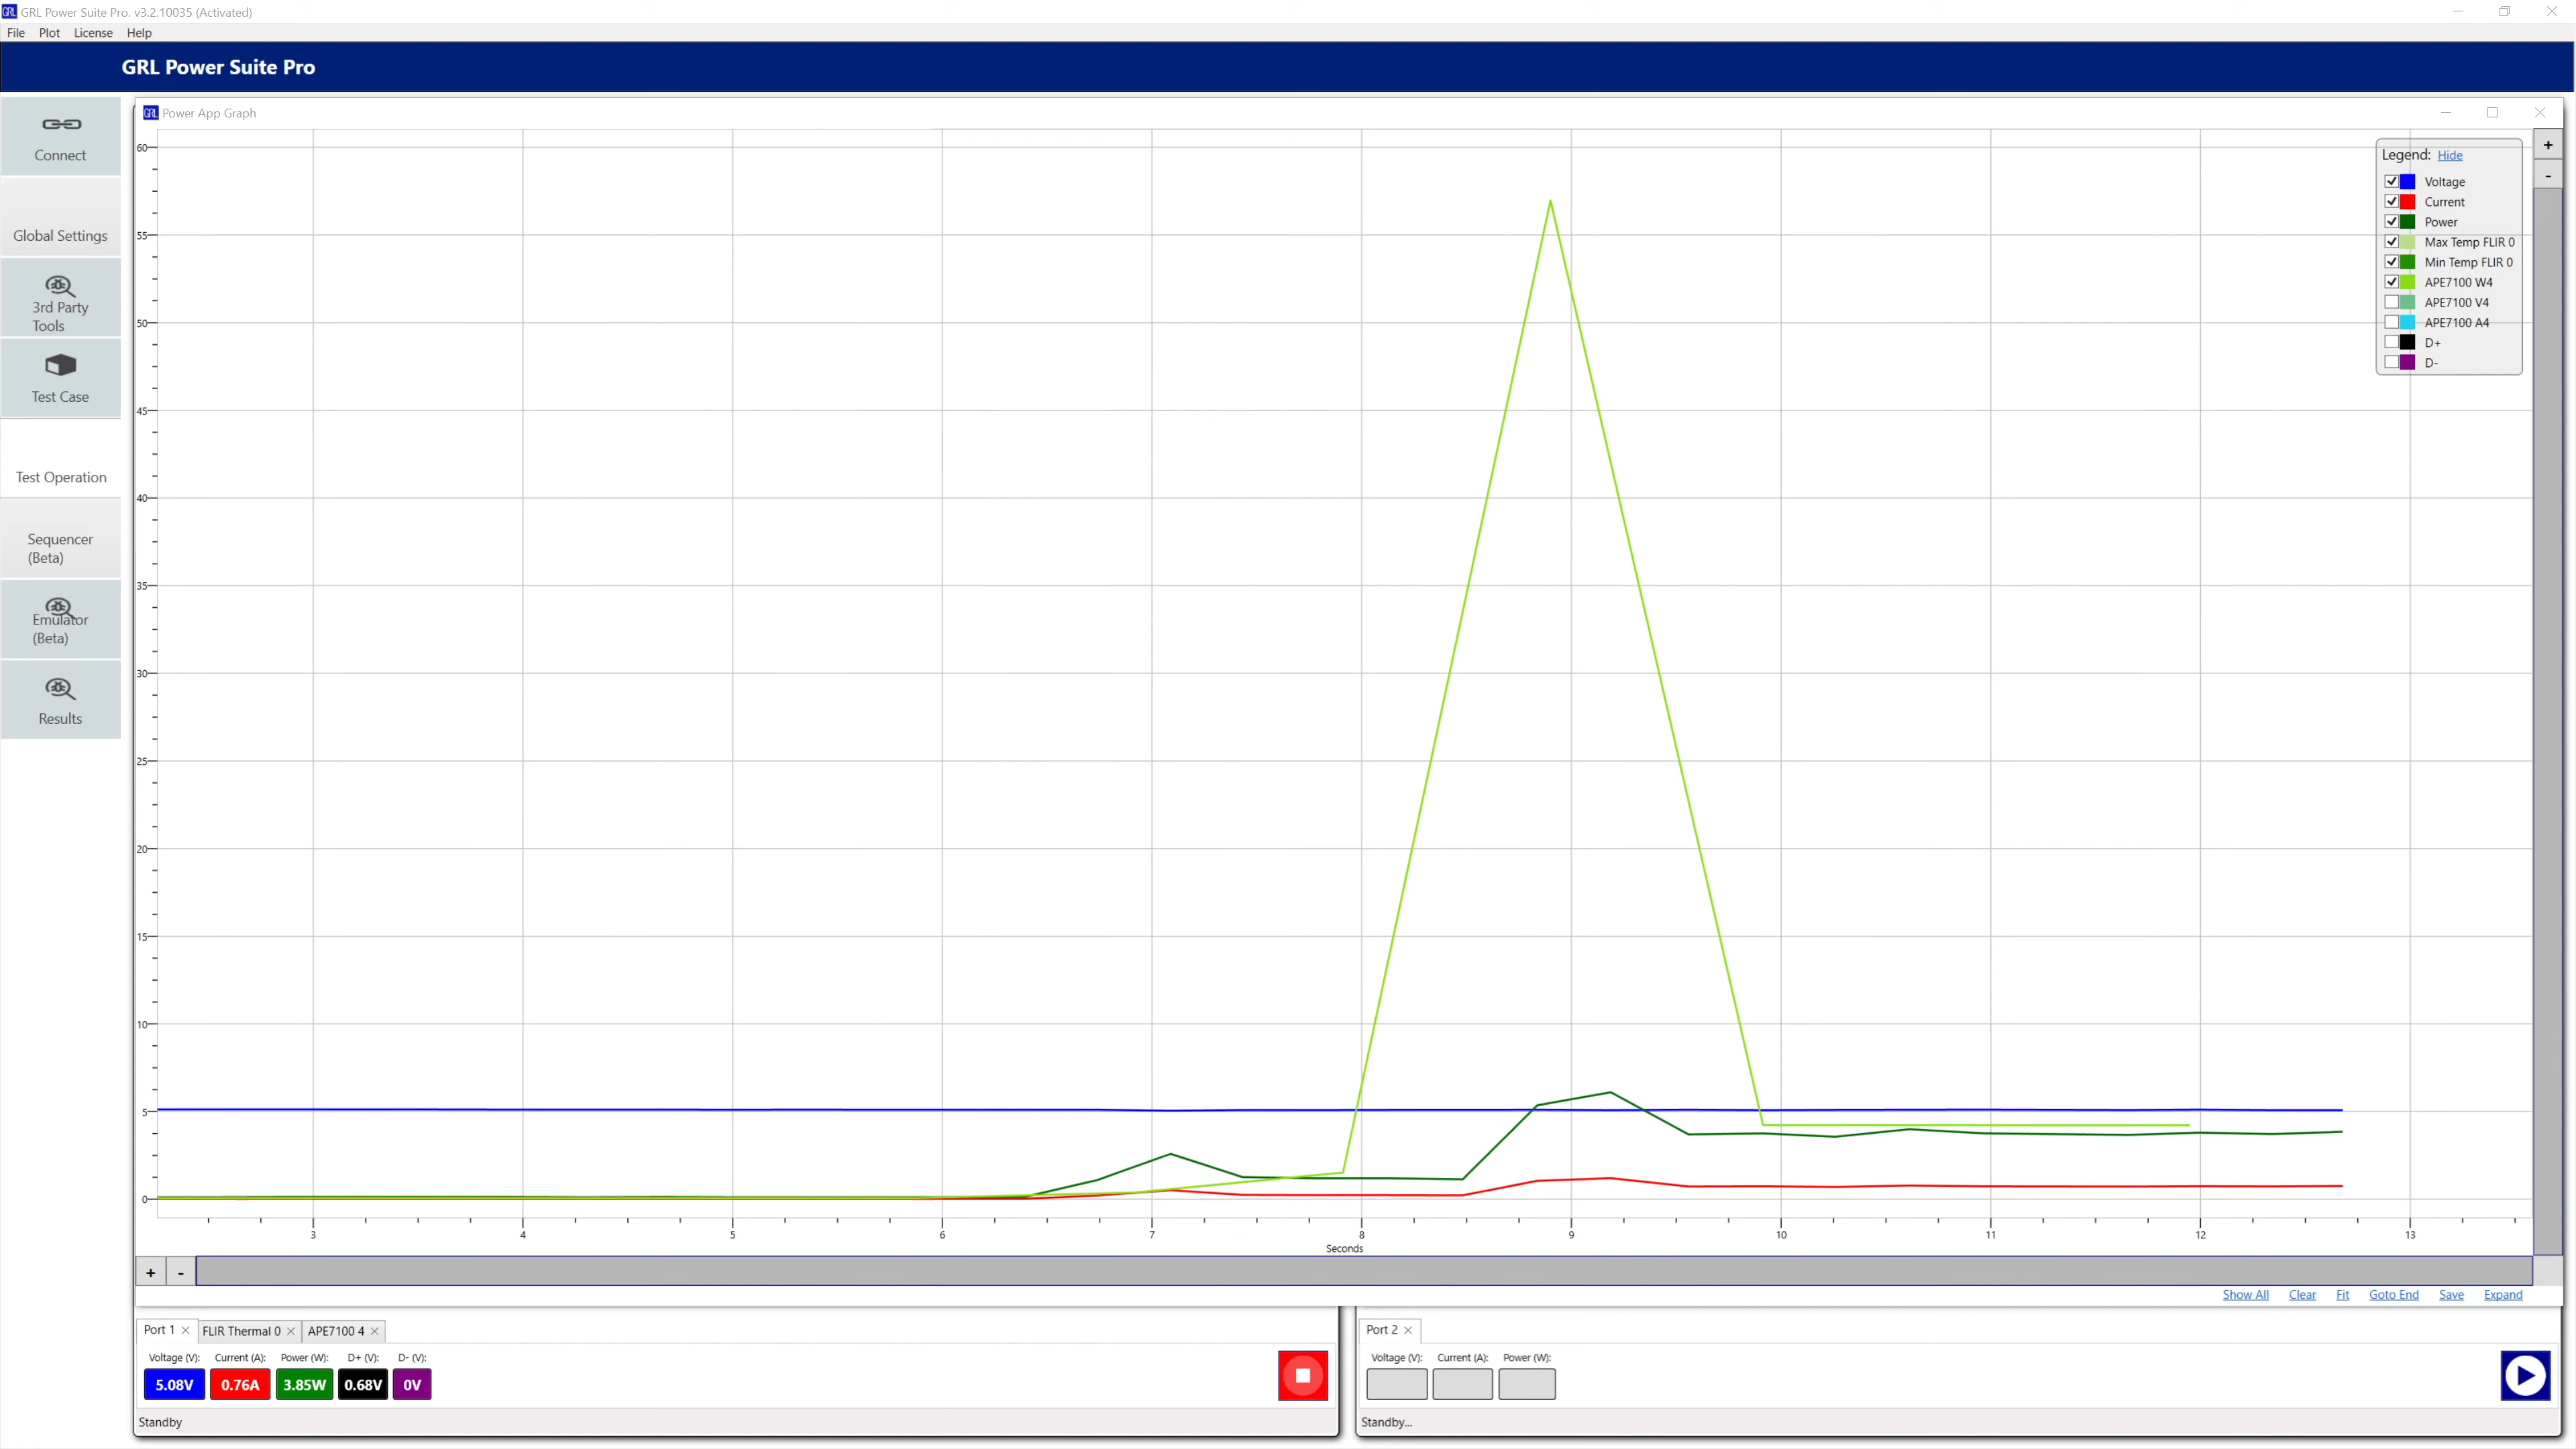 GRL GRL Power Suite Pro. v3.2.10035 (Activated)
File Plot License Help
GRL Power Suite Pro
Connect
Global Settings
3rd Party
Tools
Test Case
Test Operation
Sequencer
(Beta)
Emulator
(Beta)
Results
GRL Power App Graph
60
55
50
45
40
35
30
25
20
15
10
5
0
3 4 5 6 7 8 9 10 11 12 13
Seconds
Legend: Hide
Voltage
Current
Power
Max Temp FLIR 0
Min Temp FLIR 0
APE7100 W4
APE7100 V4
APE7100 A4
D+
D-
+
-
+ -
Show All Clear Fit Goto End Save Expand
Port 1 FLIR Thermal 0 APE7100 4
Voltage (V): Current (A): Power (W): D+ (V): D- (V):
5.08V 0.76A 3.85W 0.68V 0V
Standby
Port 2
Voltage (V): Current (A): Power (W):
Standby...